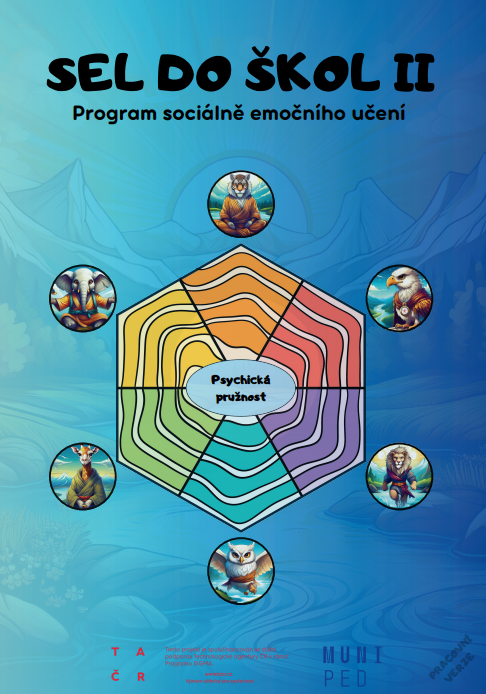 SEL DO ŠKOL II
Program sociálně emočního učení
Psychická
pružnost
T A
Č R
MUNI
PED
PRACOVNÍ
VERZE